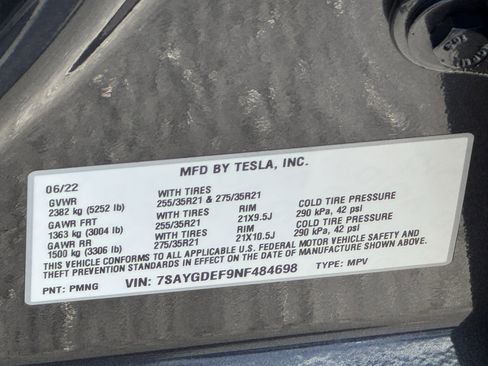 MFD BY TESLA, INC.
06/22
GVWR WITH TIRES
2382 kg (5252 lb) 255/35R21 & 275/35R21 COLD TIRE PRESSURE
GAWR FRT WITH TIRES RIM 290 kPa, 42 psi
1363 kg (3004 lb) 255/35R21 21X9.5J COLD TIRE PRESSURE
GAWR RR WITH TIRES RIM 290 kPa, 42 psi
1500 kg (3306 lb) 275/35R21 21X10.5J
THIS VEHICLE CONFORMS TO ALL APPLICABLE U.S. FEDERAL MOTOR VEHICLE SAFETY AND
THEFT PREVENTION STANDARDS IN EFFECT ON THE DATE OF MANUFACTURE SHOWN ABOVE.
PNT: PMNG VIN: 7SAYGDEF9NF484698 TYPE: MPV